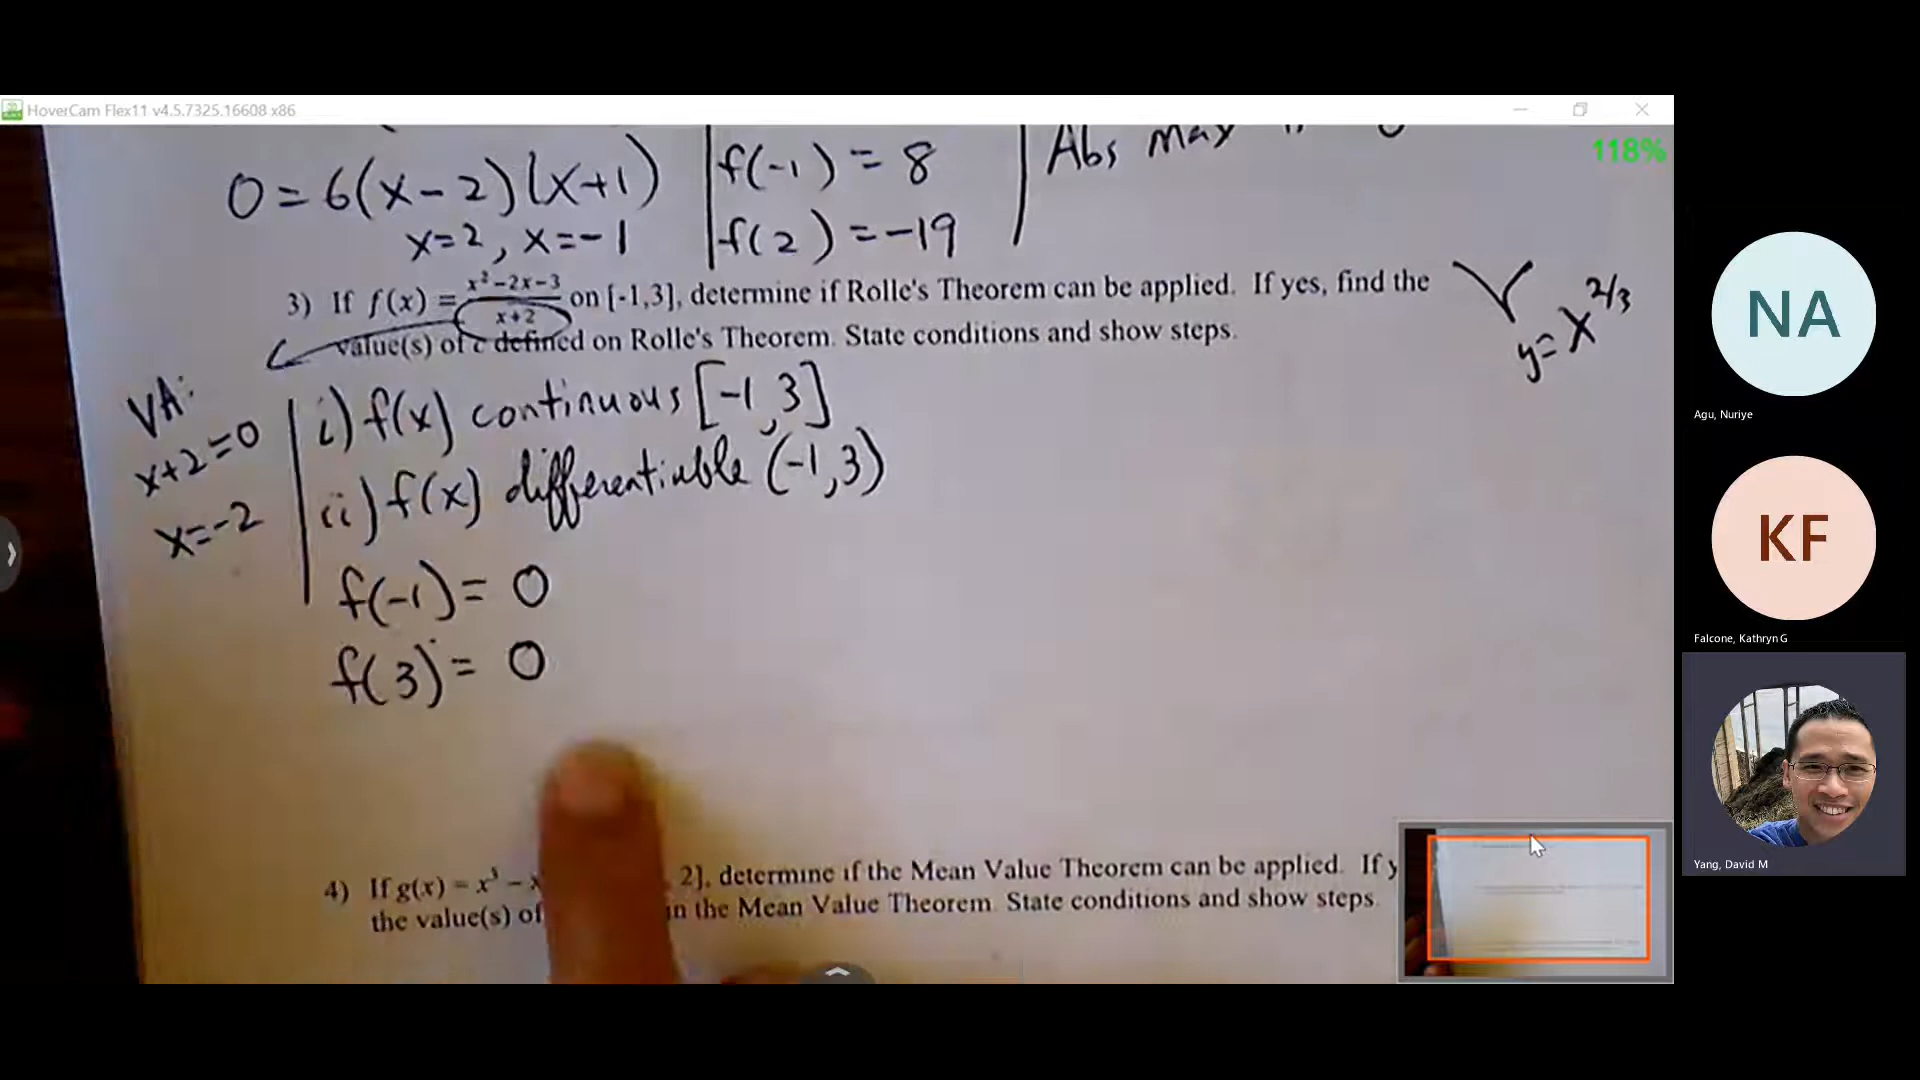 HoverCam Flex11 v4.5.7325.16608 x86
118%
0=6(x-2)(x+1)
x=2, x=-1
f(-1) = 8
f(2) = -19
Abs max
3) If f(x) = x²-2x-3 / x+2 on [-1,3], determine if Rolle's Theorem can be applied. If yes, find the
value(s) of c defined on Rolle's Theorem. State conditions and show steps.
y=x^2/3
VA:
x+2=0
x=-2
i) f(x) continuous [-1,3]
ii) f(x) differentiable (-1,3)
f(-1)= 0
f(3)= 0
4) If g(x) = x³ - 2], determine if the Mean Value Theorem can be applied. If y
the value(s) of in the Mean Value Theorem. State conditions and show steps.
NA
Agu, Nuriye
KF
Falcone, Kathryn G
Yang, David M